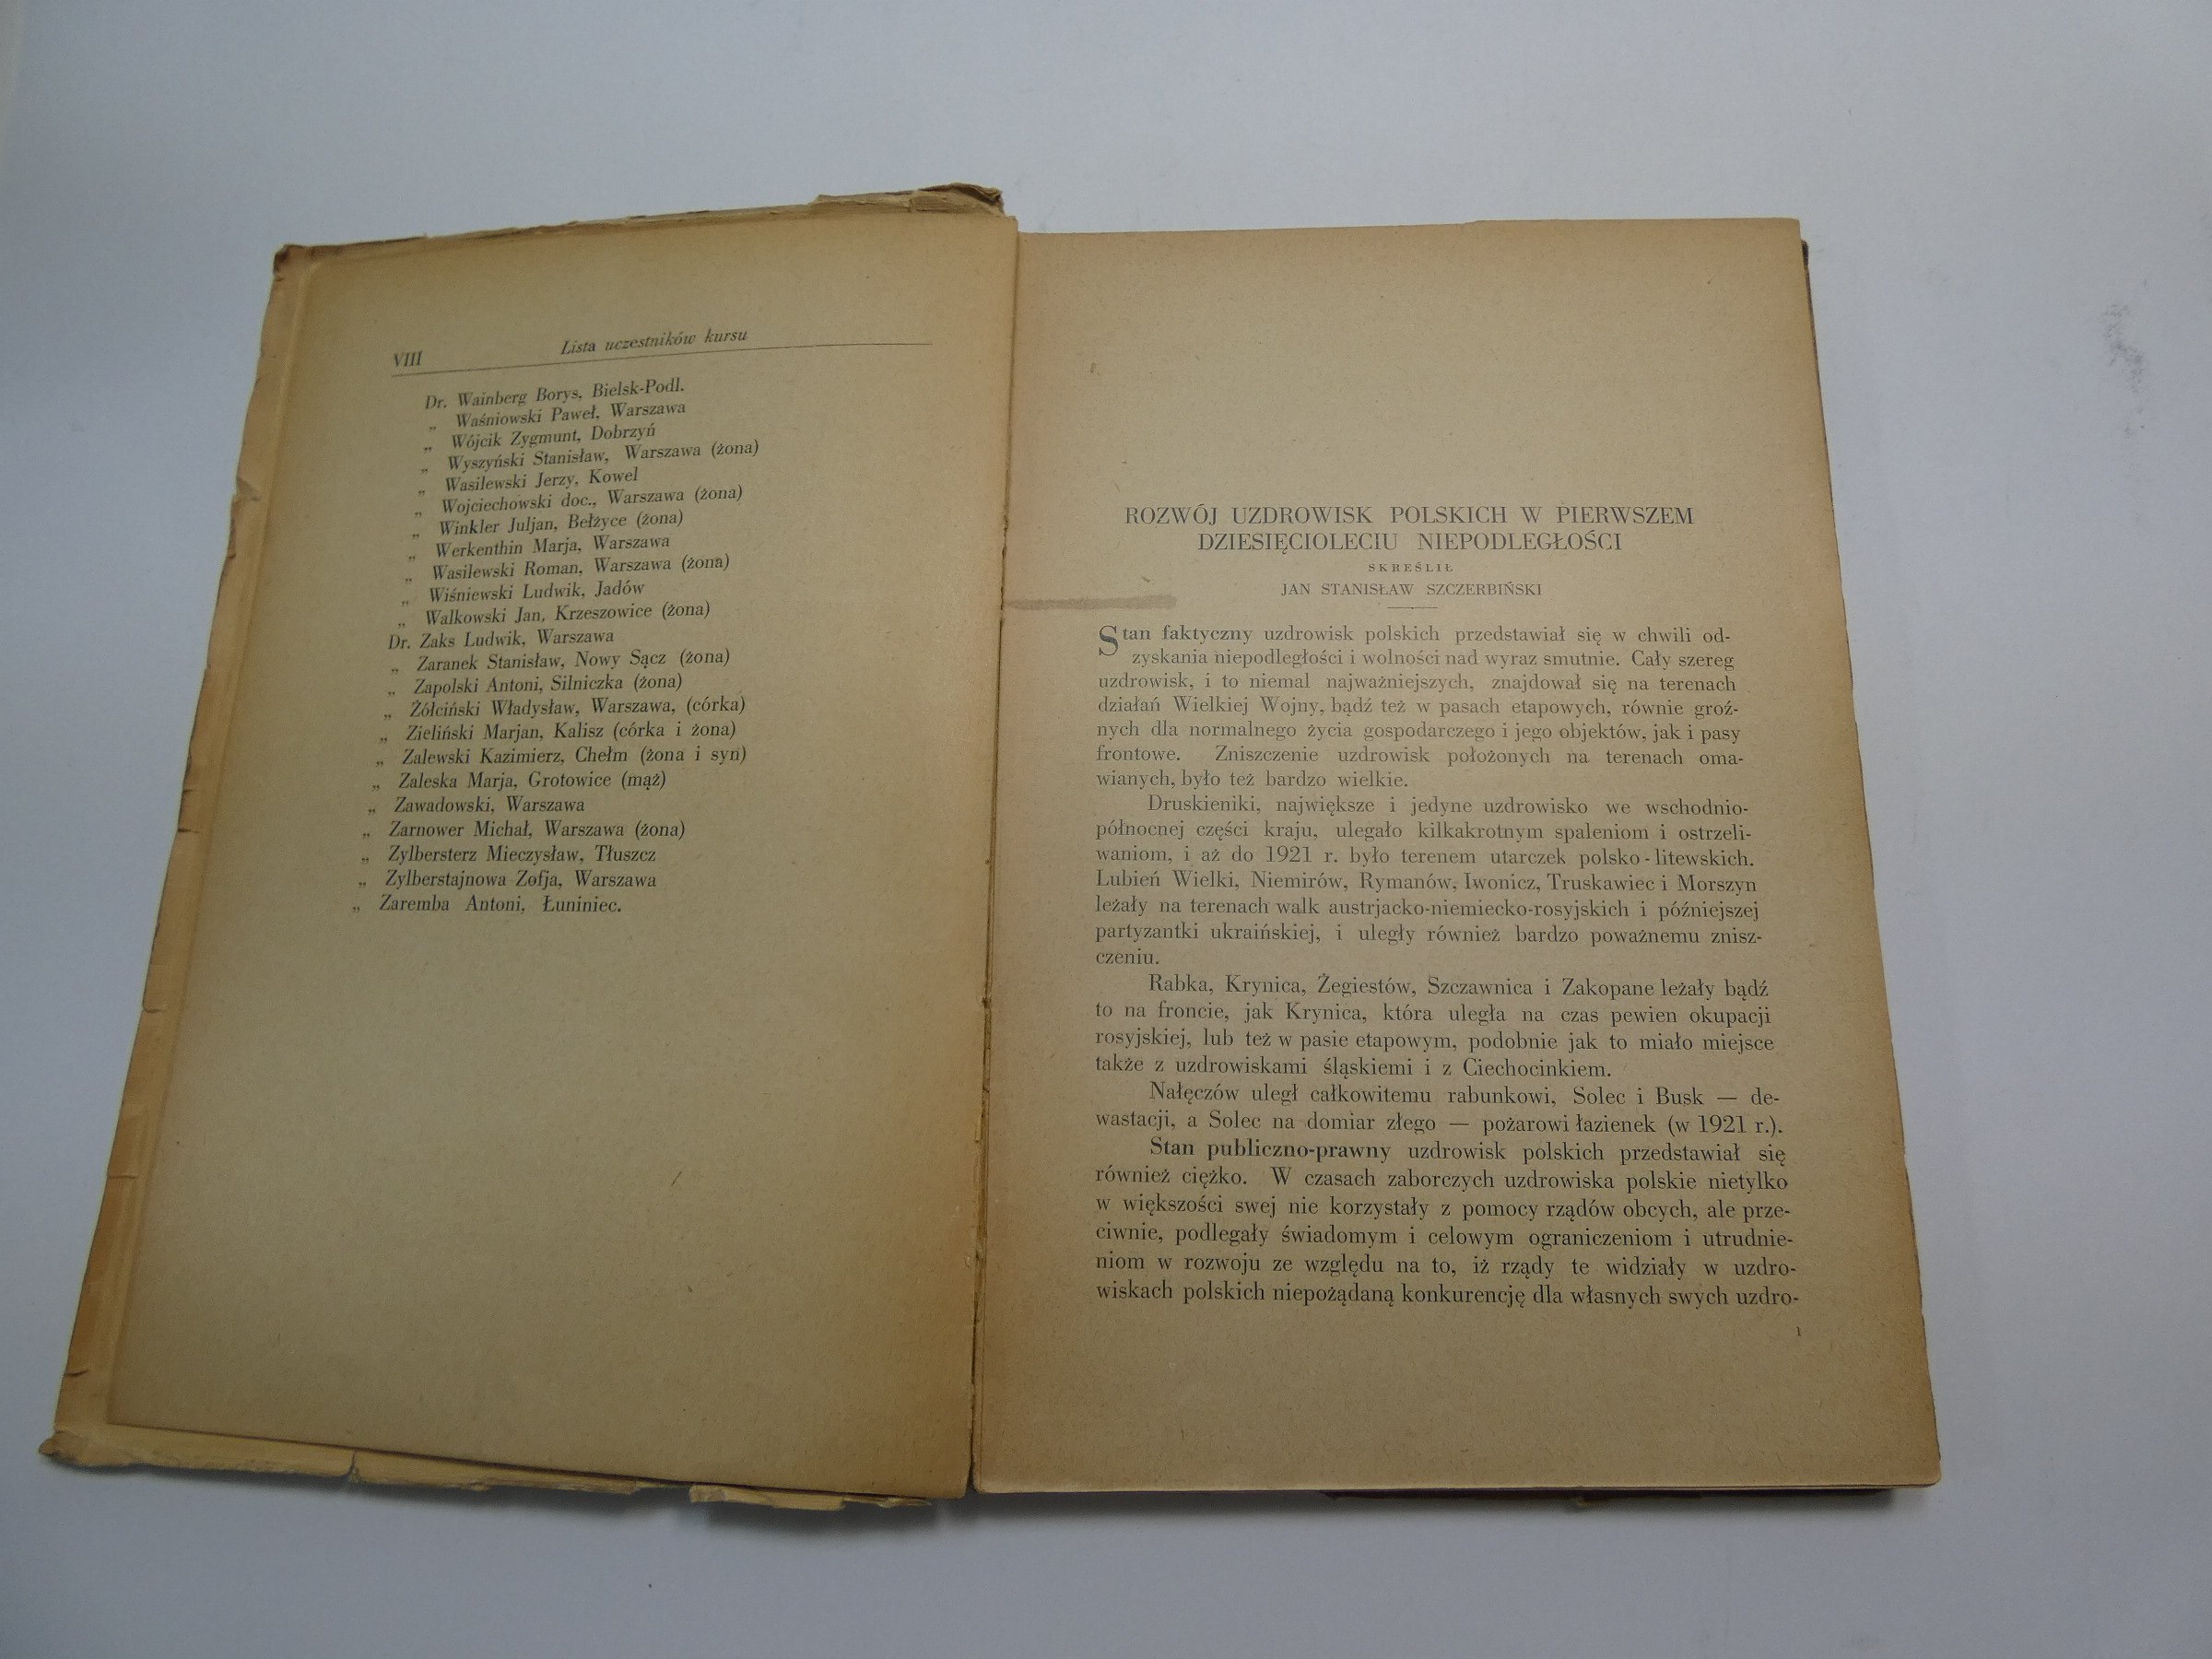 VIII Lista uczestników kursu
Dr. Wainberg Borys, Bielsk-Podl.
„ Waśniowski Paweł, Warszawa
„ Wójcik Zygmunt, Dobrzyń
„ Wyszyński Stanisław, Warszawa (żona)
„ Wasilewski Jerzy, Kowel
„ Wojciechowski doc., Warszawa (żona)
„ Winkler Juljan, Bełżyce (żona)
„ Werkenthin Marja, Warszawa
„ Wasilewski Roman, Warszawa (żona)
„ Wiśniewski Ludwik, Jadów
„ Walkowski Jan, Krzeszowice (żona)
Dr. Zaks Ludwik, Warszawa
„ Zaranek Stanisław, Nowy Sącz (żona)
„ Zapolski Antoni, Silniczka (żona)
„ Żółciński Władysław, Warszawa, (córka)
„ Zieliński Marjan, Kalisz (córka i żona)
„ Zalewski Kazimierz, Chełm (żona i syn)
„ Zaleska Marja, Grotowice (mąż)
„ Zawadowski, Warszawa
„ Zarnower Michał, Warszawa (żona)
„ Zylbersterz Mieczysław, Tłuszcz
„ Zylberstajnowa Zofja, Warszawa
„ Zaremba Antoni, Łuniniec.
ROZWÓJ UZDROWISK POLSKICH W PIERWSZEM
DZIESIĘCIOLECIU NIEPODLEGŁOŚCI
SKREŚLIŁ
JAN STANISŁAW SZCZERBIŃSKI
Stan faktyczny uzdrowisk polskich przedstawiał się w chwili od-
zyskania niepodległości i wolności nad wyraz smutnie. Cały szereg
uzdrowisk, i to niemal najważniejszych, znajdował się na terenach
działań Wielkiej Wojny, bądź też w pasach etapowych, równie groź-
nych dla normalnego życia gospodarczego i jego objektów, jak i pasy
frontowe. Zniszczenie uzdrowisk położonych na terenach oma-
wianych, było też bardzo wielkie.
Druskieniki, największe i jedyne uzdrowisko we wschodnio-
północnej części kraju, ulegało kilkakrotnym spaleniom i ostrzeli-
waniom, i aż do 1921 r. było terenem utarczek polsko-litewskich.
Lubień Wielki, Niemirów, Rymanów, Iwonicz, Truskawiec i Morszyn
leżały na terenach walk austrjacko-niemiecko-rosyjskich i późniejszej
partyzantki ukraińskiej, i uległy również bardzo poważnemu znisz-
czeniu.
Rabka, Krynica, Żegiestów, Szczawnica i Zakopane leżały bądź
to na froncie, jak Krynica, która uległa na czas pewien okupacji
rosyjskiej, lub też w pasie etapowym, podobnie jak to miało miejsce
także z uzdrowiskami śląskiemi i z Ciechocinkiem.
Nałęczów uległ całkowitemu rabunkowi, Solec i Busk — de-
wastacji, a Solec na domiar złego — pożarowi łazienek (w 1921 r.).
Stan publiczno-prawny uzdrowisk polskich przedstawiał się
również ciężko. W czasach zaborczych uzdrowiska polskie nietylko
w większości swej nie korzystały z pomocy rządów obcych, ale prze-
ciwnie, podlegały świadomym i celowym ograniczeniom i utrudnie-
niom w rozwoju ze względu na to, iż rządy te widziały w uzdro-
wiskach polskich niepożądaną konkurencję dla własnych swych uzdro-
1